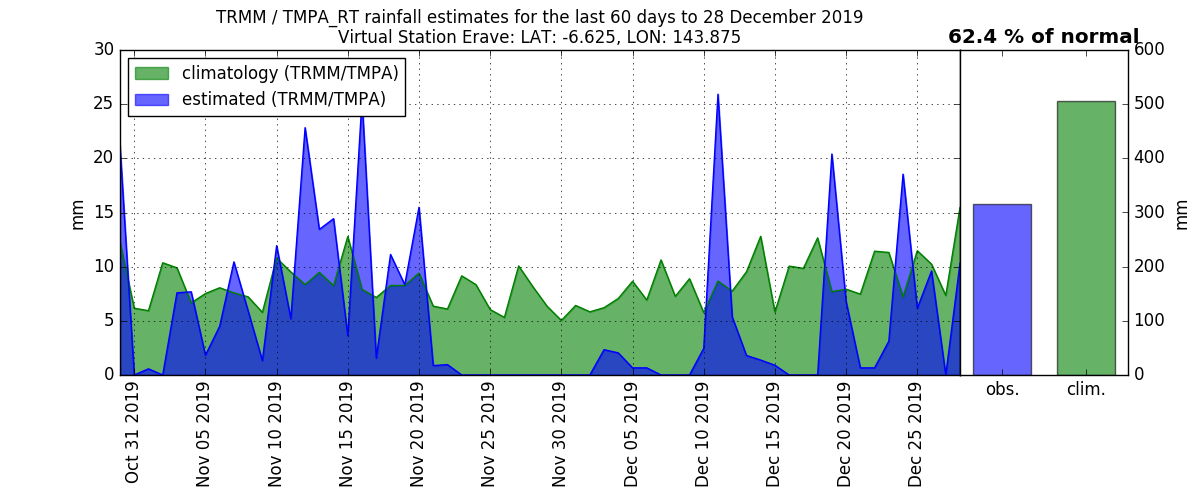 TRMM / TMPA_RT rainfall estimates for the last 60 days to 28 December 2019
Virtual Station Erave: LAT: -6.625, LON: 143.875
62.4 % of normal
climatology (TRMM/TMPA)
estimated (TRMM/TMPA)
30
25
20
15
10
5
0
mm
Oct 31 2019
Nov 05 2019
Nov 10 2019
Nov 15 2019
Nov 20 2019
Nov 25 2019
Nov 30 2019
Dec 05 2019
Dec 10 2019
Dec 15 2019
Dec 20 2019
Dec 25 2019
obs.
clim.
600
500
400
300
200
100
0
mm